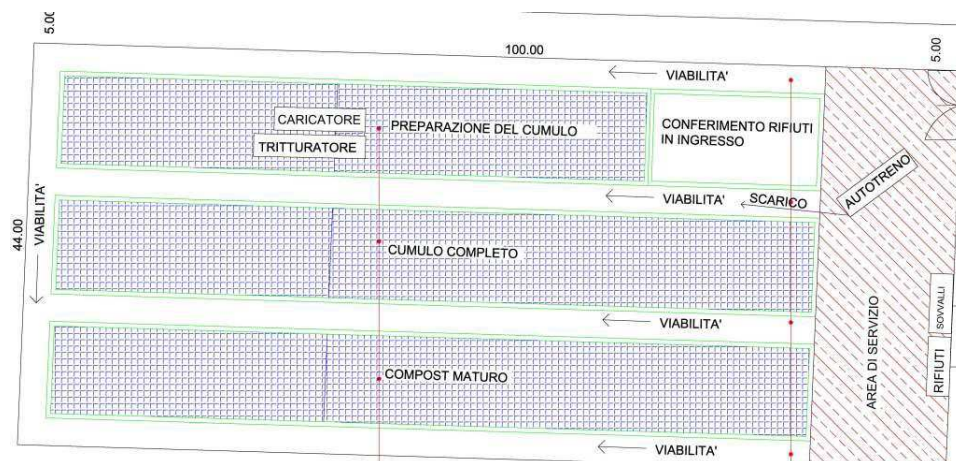 5.00
100.00
5.00
VIABILITA'
CARICATORE
PREPARAZIONE DEL CUMULO
CONFERIMENTO RIFIUTI
IN INGRESSO
TRITTURATORE
AUTOTRENO
VIABILITA'
SCARICO
VIABILITA'
44.00
CUMULO COMPLETO
VIABILITA'
AREA DI SERVIZIO
SOVVALLI
RIFIUTI
COMPOST MATURO
VIABILITA'